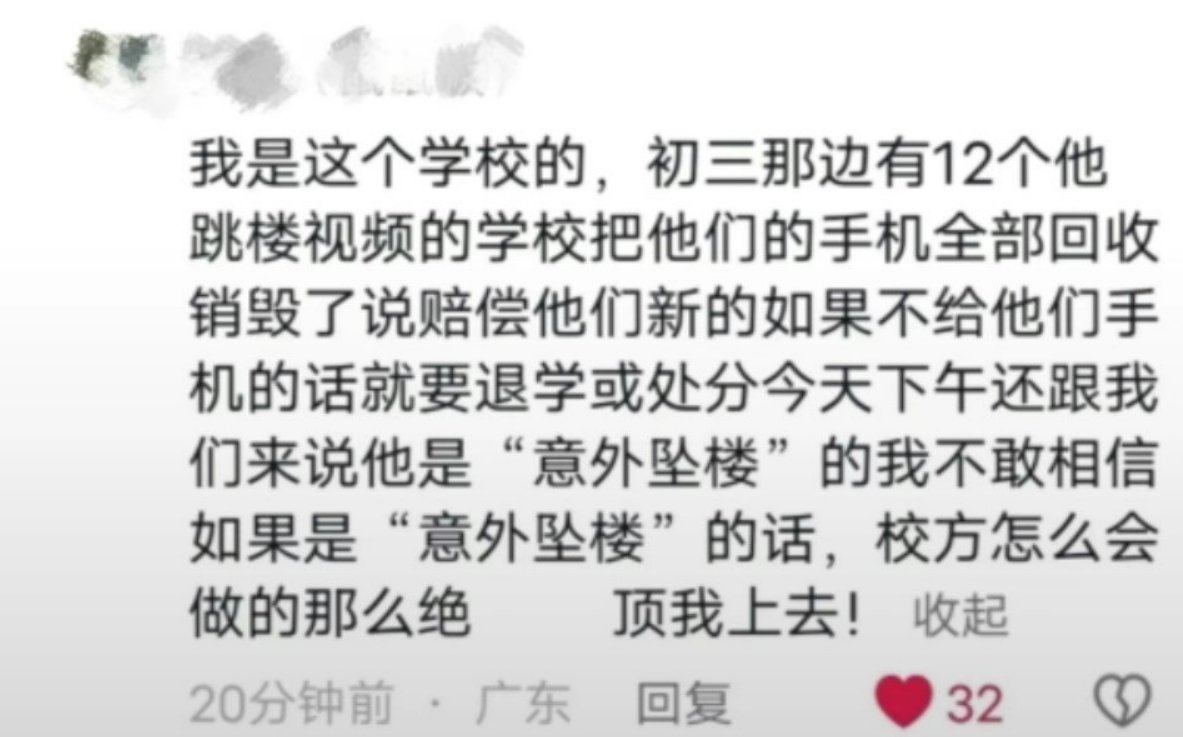 我是这个学校的，初三那边有12个他
跳楼视频的学校把他们的手机全部回收
销毁了说赔偿他们新的如果不给他们手
机的话就要退学或处分今天下午还跟我
们来说他是“意外坠楼”的我不敢相信
如果是“意外坠楼”的话，校方怎么会
做的那么绝 顶我上去！ 收起
20分钟前 · 广东 回复 32